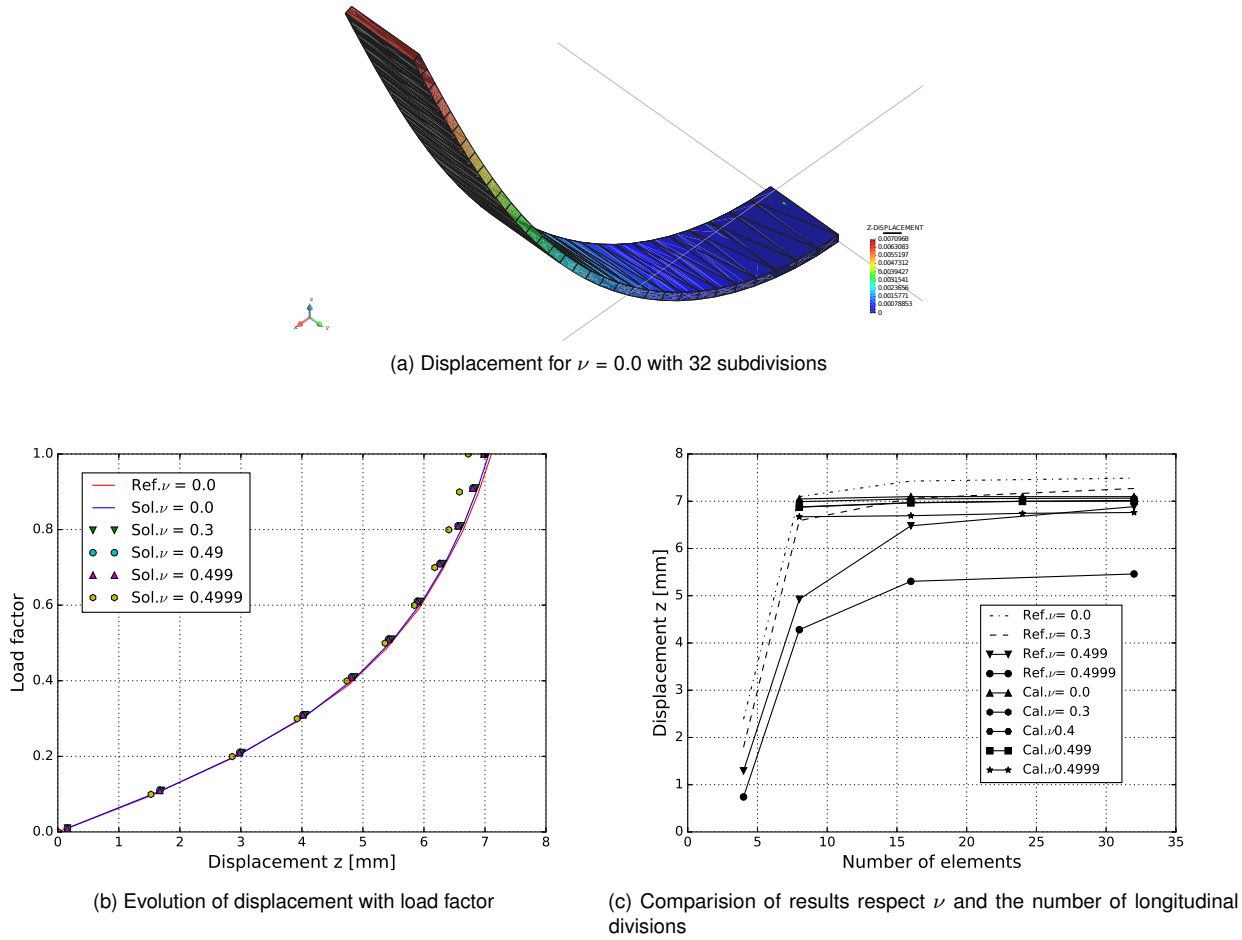 Z-DISPLACEMENT
0.0070968
0.0063083
0.0055197
0.0047312
0.0039427
0.0031541
0.0023656
0.0015771
0.00078853
0
z
x
y
(a) Displacement for ν = 0.0 with 32 subdivisions
1.0
0.8
0.6
0.4
0.2
0.0
Load factor
Ref.ν = 0.0
Sol.ν = 0.0
Sol.ν = 0.3
Sol.ν = 0.49
Sol.ν = 0.499
Sol.ν = 0.4999
0 1 2 3 4 5 6 7 8
Displacement z [mm]
(b) Evolution of displacement with load factor
8
7
6
5
4
3
2
1
0
Displacement z [mm]
Ref.ν= 0.0
Ref.ν= 0.3
Ref.ν= 0.499
Ref.ν= 0.4999
Cal.ν= 0.0
Cal.ν= 0.3
Cal.ν0.4
Cal.ν0.499
Cal.ν0.4999
0 5 10 15 20 25 30 35
Number of elements
(c) Comparision of results respect ν and the number of longitudinal
divisions